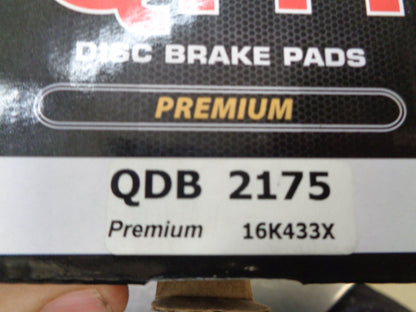 DISC BRAKE PADS
PREMIUM
QDB 2175
Premium 16K433X